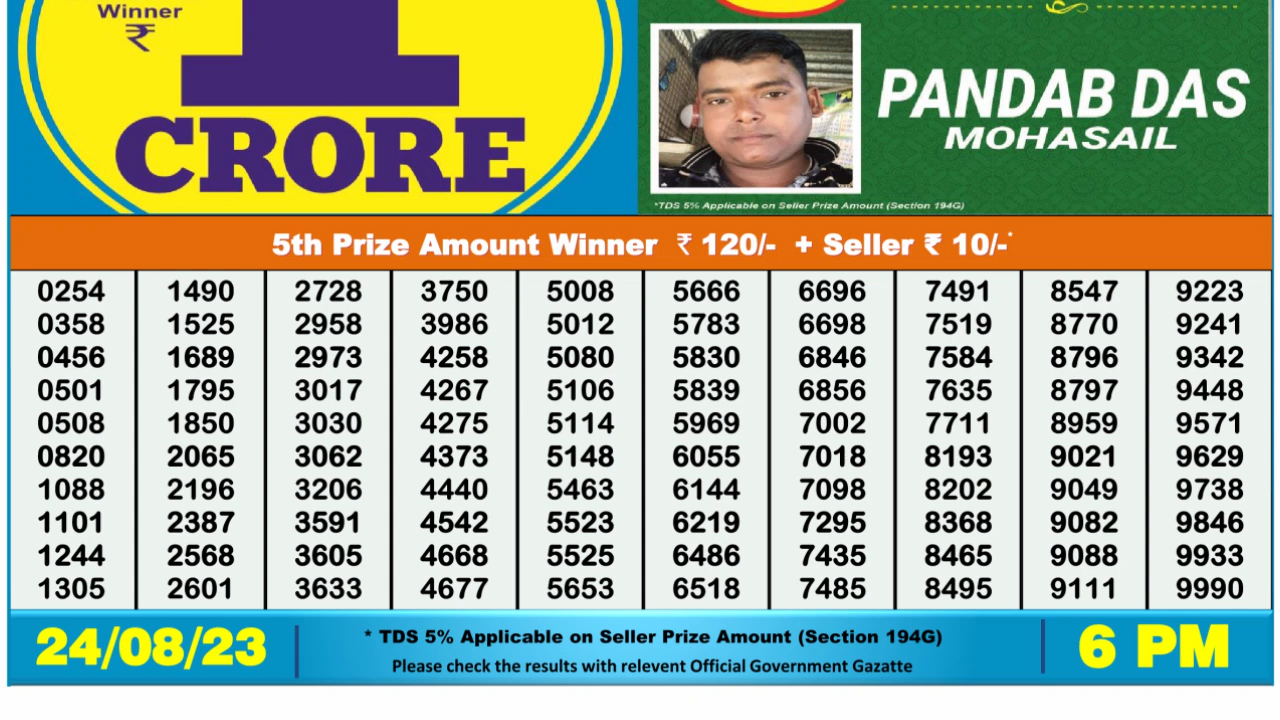 Winner
₹
1
CRORE
PANDAB DAS
MOHASAIL
*TDS 5% Applicable on Seller Prize Amount (Section 194G)
5th Prize Amount Winner ₹ 120/- + Seller ₹ 10/-*
0254 1490 2728 3750 5008 5666 6696 7491 8547 9223
0358 1525 2958 3986 5012 5783 6698 7519 8770 9241
0456 1689 2973 4258 5080 5830 6846 7584 8796 9342
0501 1795 3017 4267 5106 5839 6856 7635 8797 9448
0508 1850 3030 4275 5114 5969 7002 7711 8959 9571
0820 2065 3062 4373 5148 6055 7018 8193 9021 9629
1088 2196 3206 4440 5463 6144 7098 8202 9049 9738
1101 2387 3591 4542 5523 6219 7295 8368 9082 9846
1244 2568 3605 4668 5525 6486 7435 8465 9088 9933
1305 2601 3633 4677 5653 6518 7485 8495 9111 9990
24/08/23
* TDS 5% Applicable on Seller Prize Amount (Section 194G)
Please check the results with relevent Official Government Gazatte
6 PM